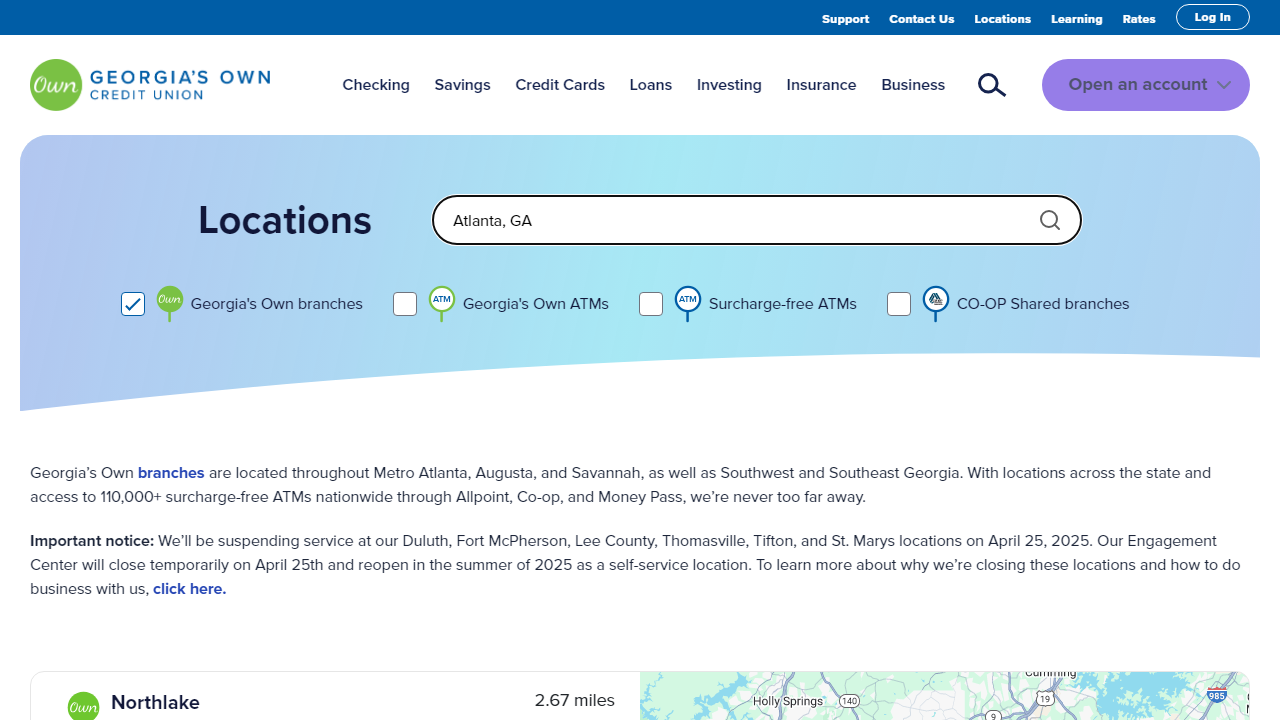 Support Contact Us Locations Learning Rates Log In
Own GEORGIA'S OWN
CREDIT UNION
Checking Savings Credit Cards Loans Investing Insurance Business Open an account
Locations
Atlanta, GA
Own Georgia's Own branches ATM Georgia's Own ATMs ATM Surcharge-free ATMs CO-OP Shared branches
Georgia’s Own branches are located throughout Metro Atlanta, Augusta, and Savannah, as well as Southwest and Southeast Georgia. With locations across the state and
access to 110,000+ surcharge-free ATMs nationwide through Allpoint, Co-op, and Money Pass, we’re never too far away.
Important notice: We’ll be suspending service at our Duluth, Fort McPherson, Lee County, Thomasville, Tifton, and St. Marys locations on April 25, 2025. Our Engagement
Center will close temporarily on April 25th and reopen in the summer of 2025 as a self-service location. To learn more about why we’re closing these locations and how to do
business with us, click here.
Own Northlake 2.67 miles
Cumming
Holly Springs 140 19 985
9